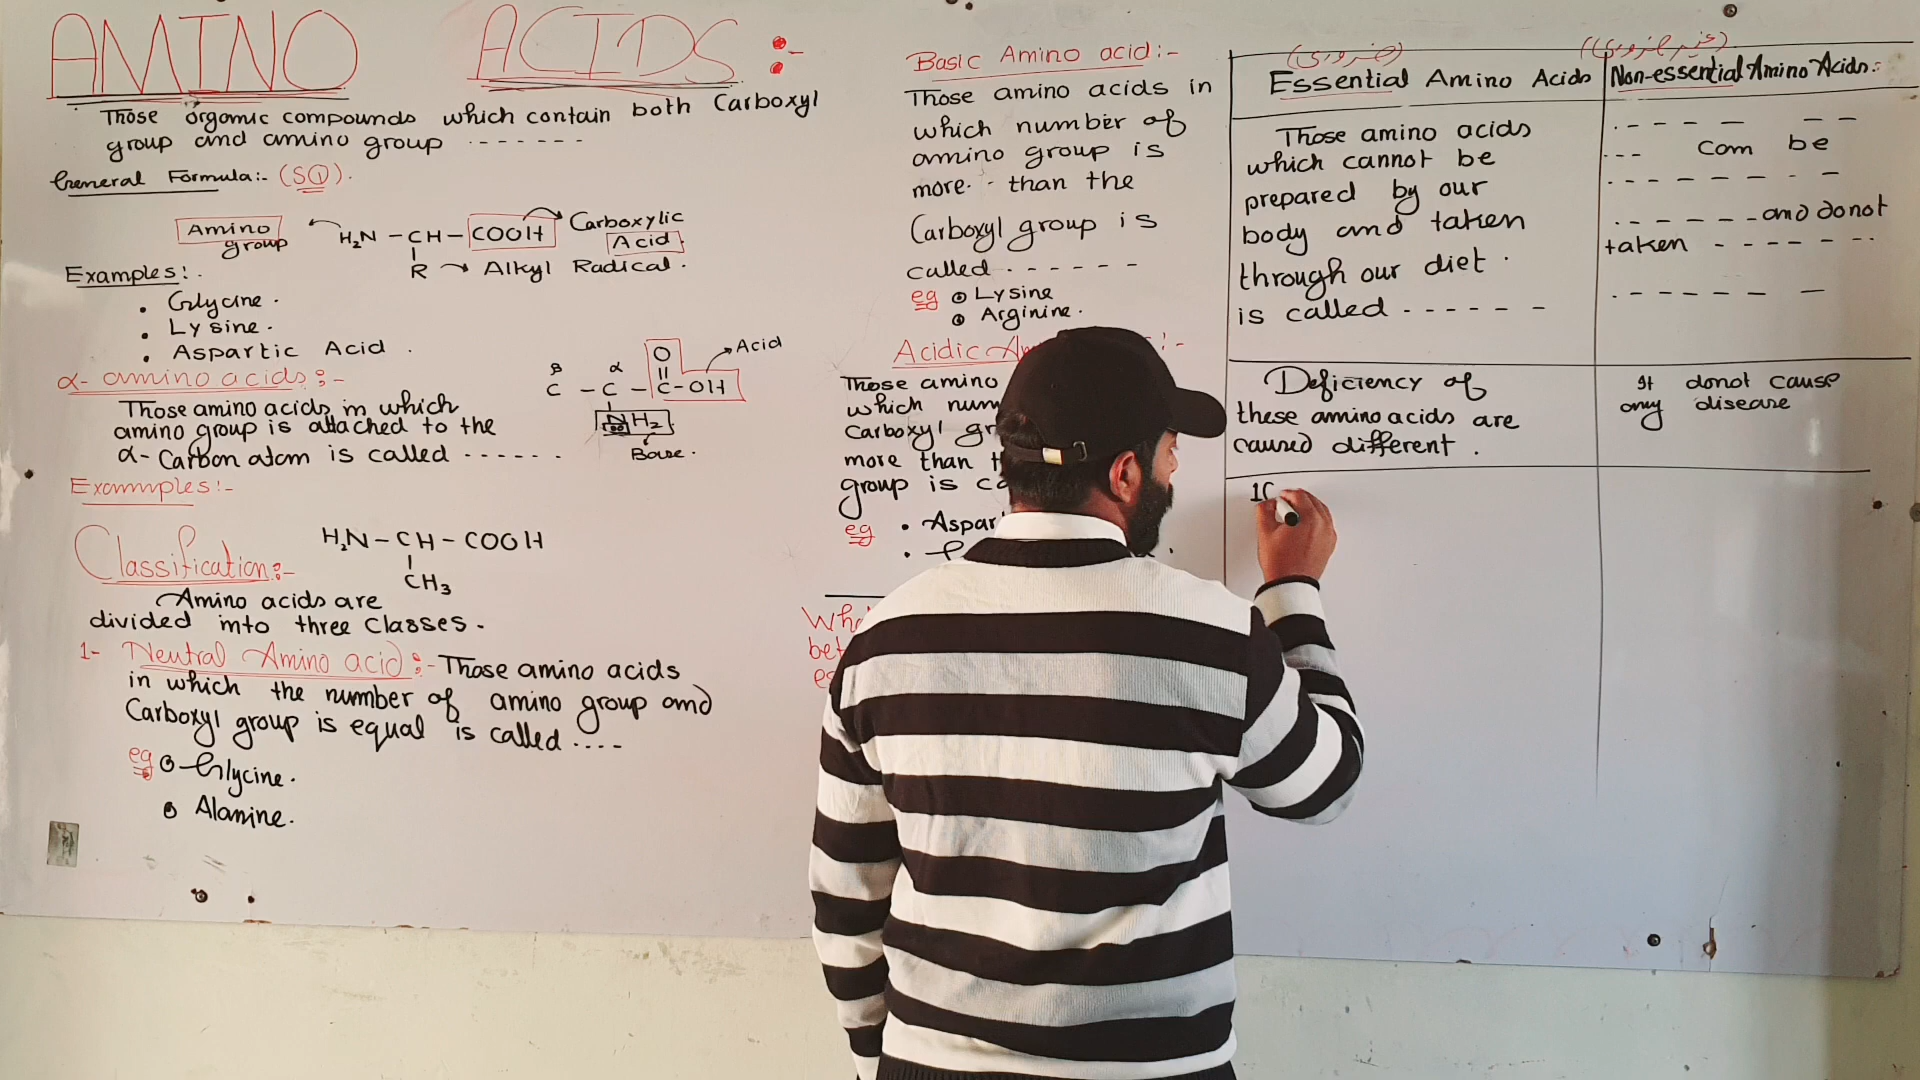 AMINO ACIDS :-
Those orgamic compounds which contain both Carboxyl
group and amino group -------
General Formula:- (SQ).
Amino
group
H₂N - CH - COOH
Carboxylic
Acid
R → Alkyl Radical.
Examples:-
• Glycine.
• Lysine.
• Aspartic Acid.
α- amino acids:-
Those amino acids in which
amino group is attached to the
α- Carbon atom is called ------
β α O → Acid
C - C - C - OH
NH₂
Base.
Exammples:-
H₂N - CH - COOH
CH₃
Classification:-
Amino acids are
divided into three classes.
1- Neutral Amino acid:- Those amino acids
in which the number of amino group and
Carboxyl group is equal is called ....
eg Glycine.
Alanine.
Basic Amino acid:-
Those amino acids in
which number of
amino group is
more than the
Carboxyl group is
called ------
eg Lysine
Arginine.
Acidic
Those amino
which
Carboxyl
more than
group is
eg •
•
(ضروری)
Essential Amino Acids
Those amino acids
which cannot be
prepared by our
body and taken
through our diet.
is called ------
Deficiency of
these amino acids are
caused different.
(غیر ضروری)
Non-essential Amino Acids:-
------
--- can be
------
------ and donot
taken ------
------
It donot cause
any disease